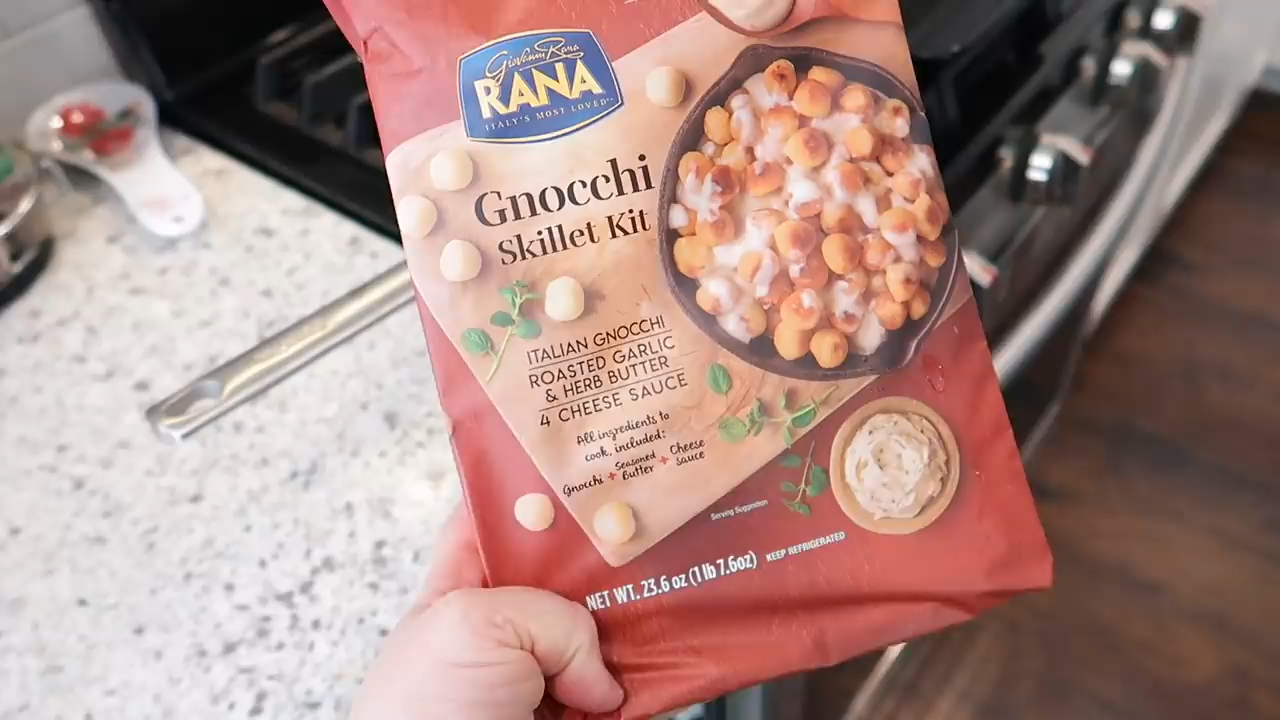 Giovanni Rana
RANA
ITALY'S MOST LOVED
Gnocchi
Skillet Kit
ITALIAN GNOCCHI
ROASTED GARLIC
& HERB BUTTER
4 CHEESE SAUCE
All ingredients to
cook, included:
Gnocchi + Seasoned Butter + Cheese sauce
Serving Suggestion
NET WT. 23.6 oz (1 lb 7.6oz) KEEP REFRIGERATED